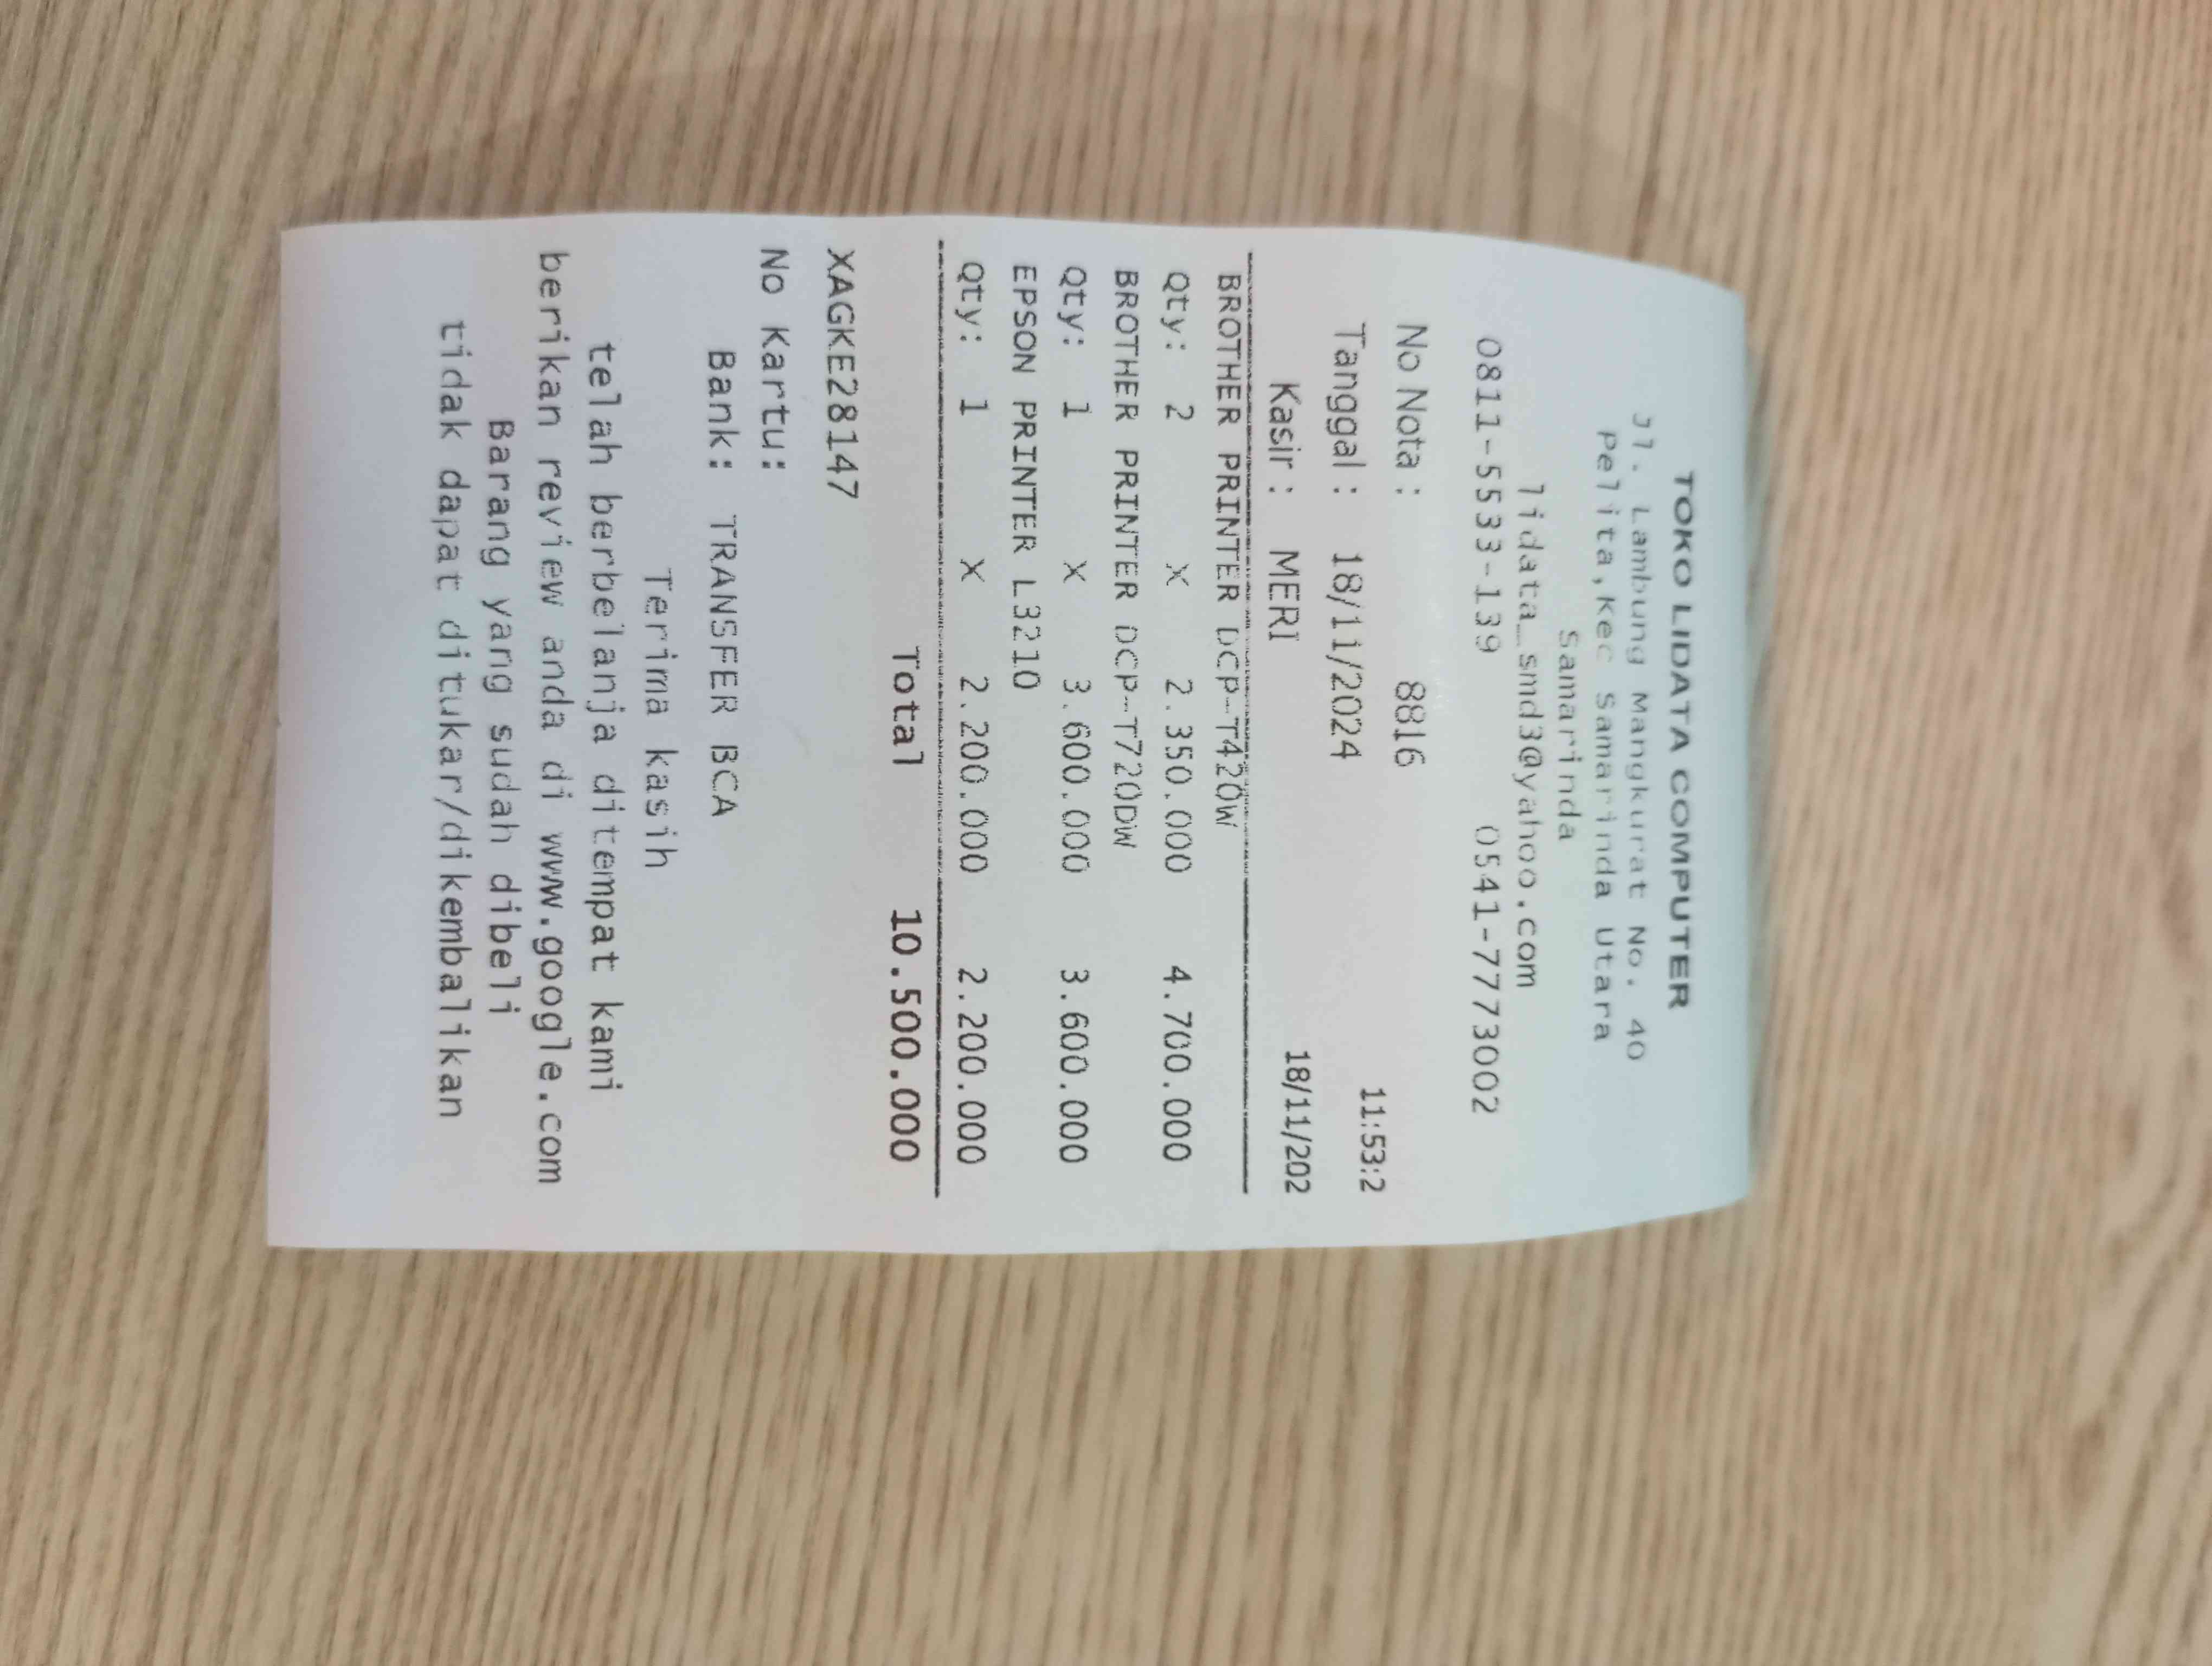 TOKO LIDATA COMPUTER
Jl. Lambung Mangkurat No. 40
Pelita,Kec Samarinda Utara
Samarinda
lidata_smd3@yahoo.com
0811-5533-139 0541-7773002
No Nota : 8816
11:53:2
Tanggal : 18/11/2024
18/11/202
Kasir : MERI
BROTHER PRINTER DCP-T420W
Qty: 2 X 2.350.000 4.700.000
BROTHER PRINTER DCP-T720DW
Qty: 1 X 3.600.000 3.600.000
EPSON PRINTER L3210
Qty: 1 X 2.200.000 2.200.000
Total 10.500.000
XAGKE28147
No Kartu:
Bank: TRANSFER BCA
Terima kasih
telah berbelanja ditempat kami
berikan review anda di www.google.com
Barang yang sudah dibeli
tidak dapat ditukar/dikembalikan